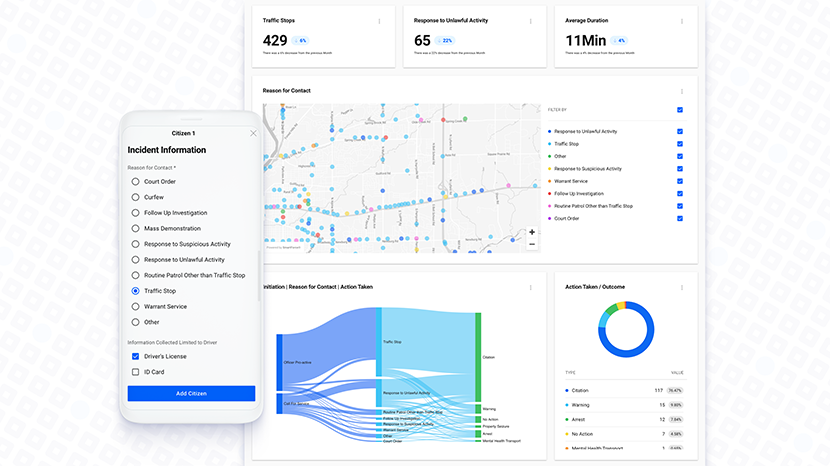 Traffic Stops
429
6%
There was a 6% decrease from the previous Month
Response to Unlawful Activity
65
22%
There was a 22% decrease from the previous Month
Average Duration
11Min
4%
There was a 4% decrease from the previous Month
Reason for Contact
FILTER BY
Response to Unlawful Activity
Traffic Stop
Other
Response to Suspicious Activity
Warrant Service
Follow Up Investigation
Routine Patrol Other than Traffic Stop
Court Order
+
−
Citizen 1
Incident Information
Reason for Contact *
Court Order
Curfew
Follow Up Investigation
Mass Demonstration
Response to Suspicious Activity
Response to Unlawful Activity
Routine Patrol Other than Traffic Stop
Traffic Stop
Warrant Service
Other
Information Collected Limited to Driver
Driver's License
ID Card
Add Citizen
Initiation | Reason for Contact | Action Taken
Officer Proactive
Call For Service
Traffic Stop
Response to Unlawful Activity
Routine Patrol Other than Traffic Stop
Follow Up Investigation
Response to Suspicious Activity
Warrant Service
Other
Court Order
Citation
Warning
No Action
Property Seizure
Arrest
Mental Health Transport
Action Taken / Outcome
TYPE VALUE
Citation 117 76.47%
Warning 15 9.80%
Arrest 12 7.84%
No Action 7 4.58%
Mental Health Transport 1